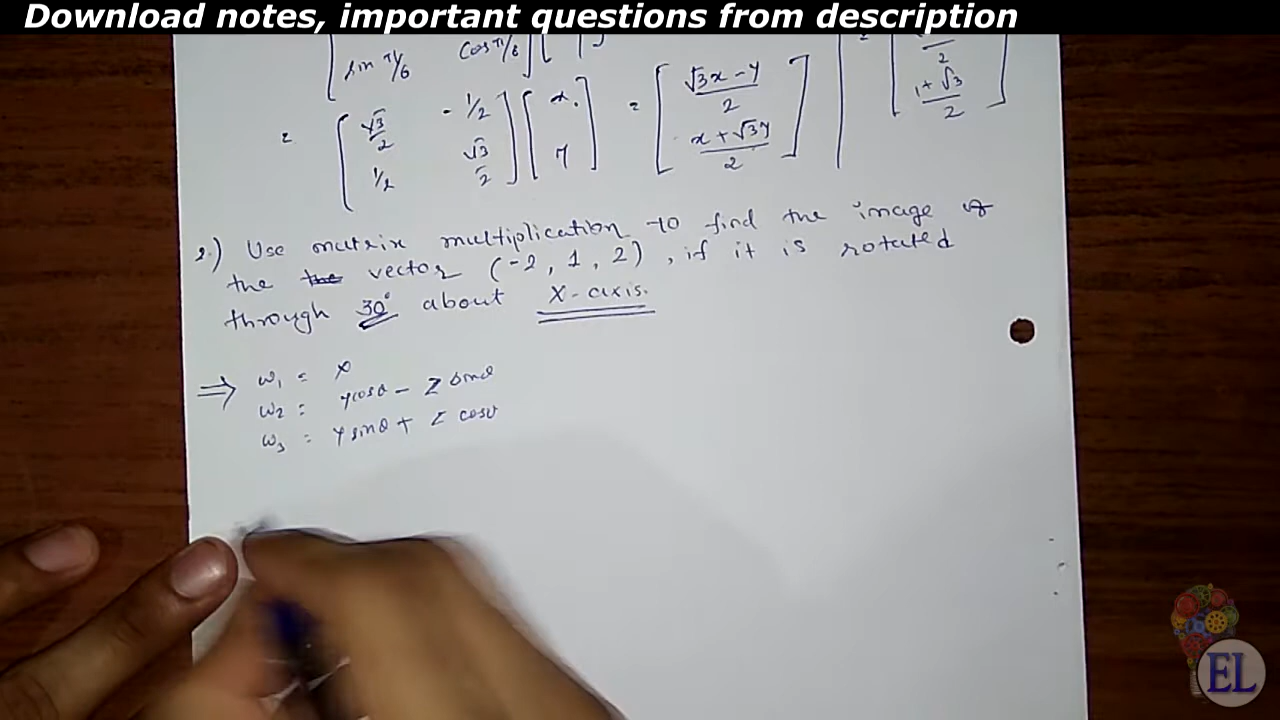 Download notes, important questions from description
sin π/6 cos π/6
= [ √3/2 - 1/2 ] [ x ] = [ √3x - y / 2 ] 1 + √3 / 2
1/2 √3/2 y x + √3y / 2
2.) Use matrix multiplication to find the image of
the the vector (-2, 1, 2), if it is rotated
through 30° about X-axis.
⇒ w1 = x
w2 = ycosθ - z sinθ
w3 = y sinθ + z cosθ
EL